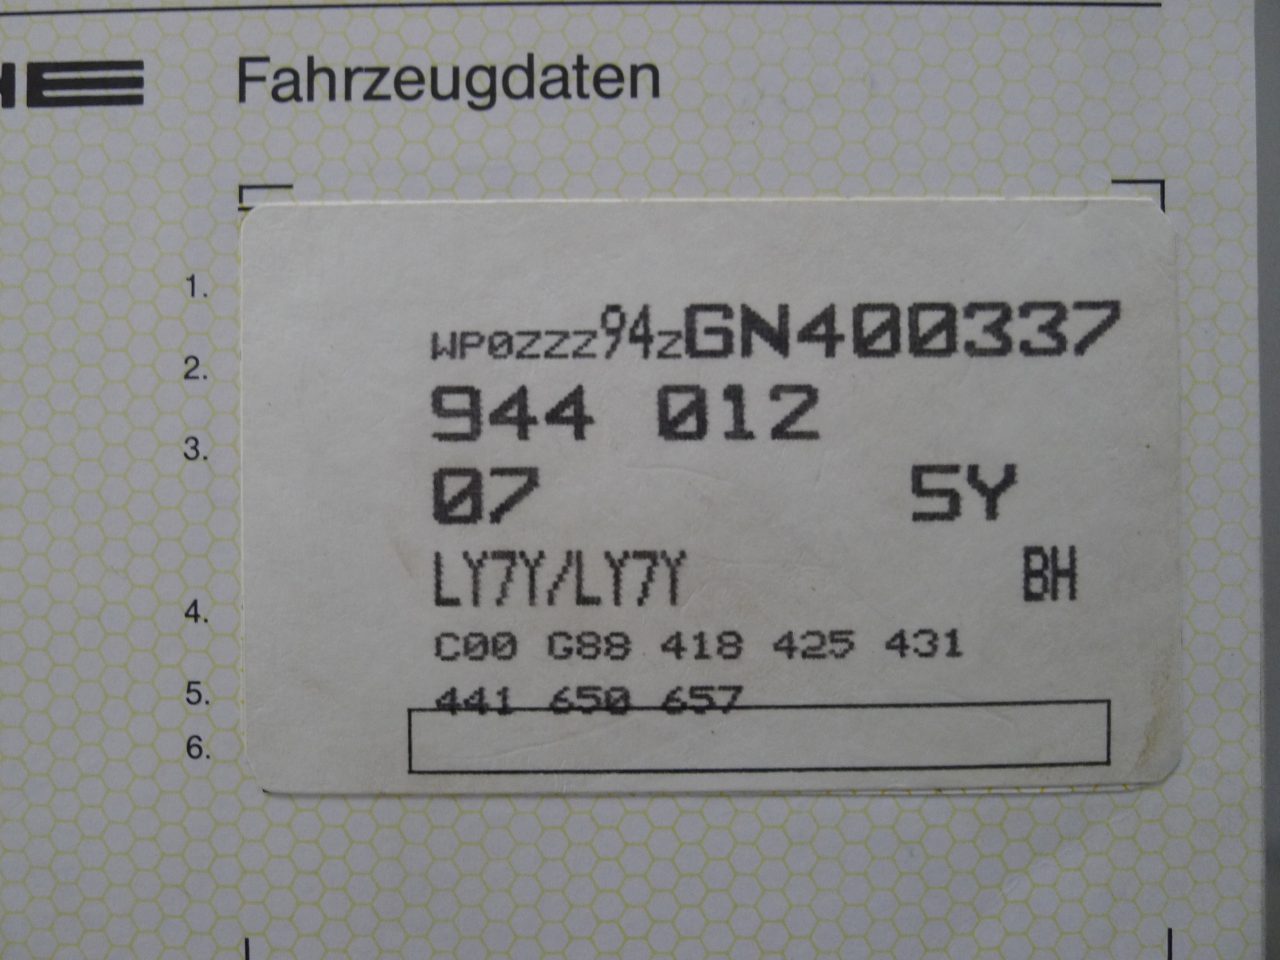 HE Fahrzeugdaten
1.
WP0ZZZ94ZGN400337
2.
944 012
3.
07 5Y
LY7Y/LY7Y BH
4.
C00 G88 418 425 431
5.
441 650 657
6.